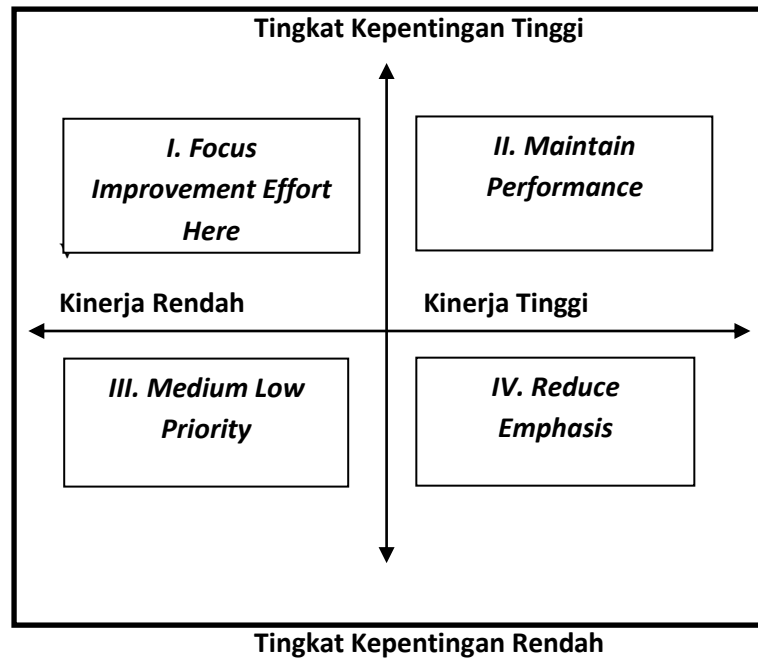 Tingkat Kepentingan Tinggi
I. Focus
Improvement Effort
Here
II. Maintain
Performance
Kinerja Rendah
Kinerja Tinggi
III. Medium Low
Priority
IV. Reduce
Emphasis
Tingkat Kepentingan Rendah